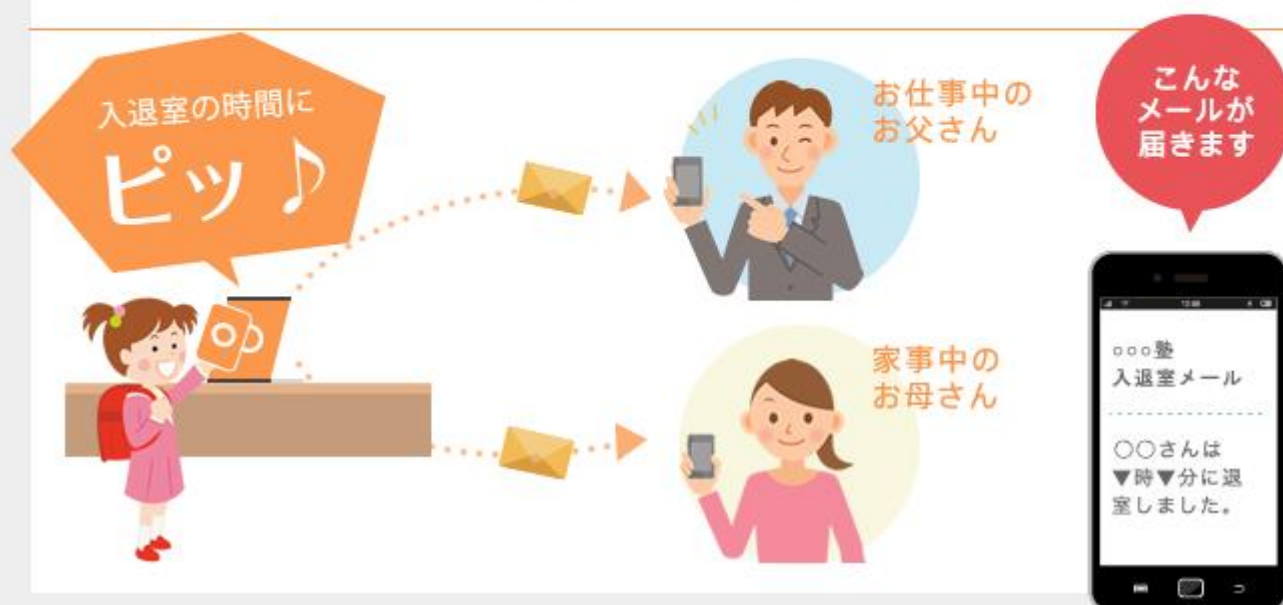 入退室の時間に
ピッ♪
お仕事中の
お父さん
家事中の
お母さん
こんな
メールが
届きます
○○○塾
入退室メール
○○さんは
▼時▼分に退
室しました。